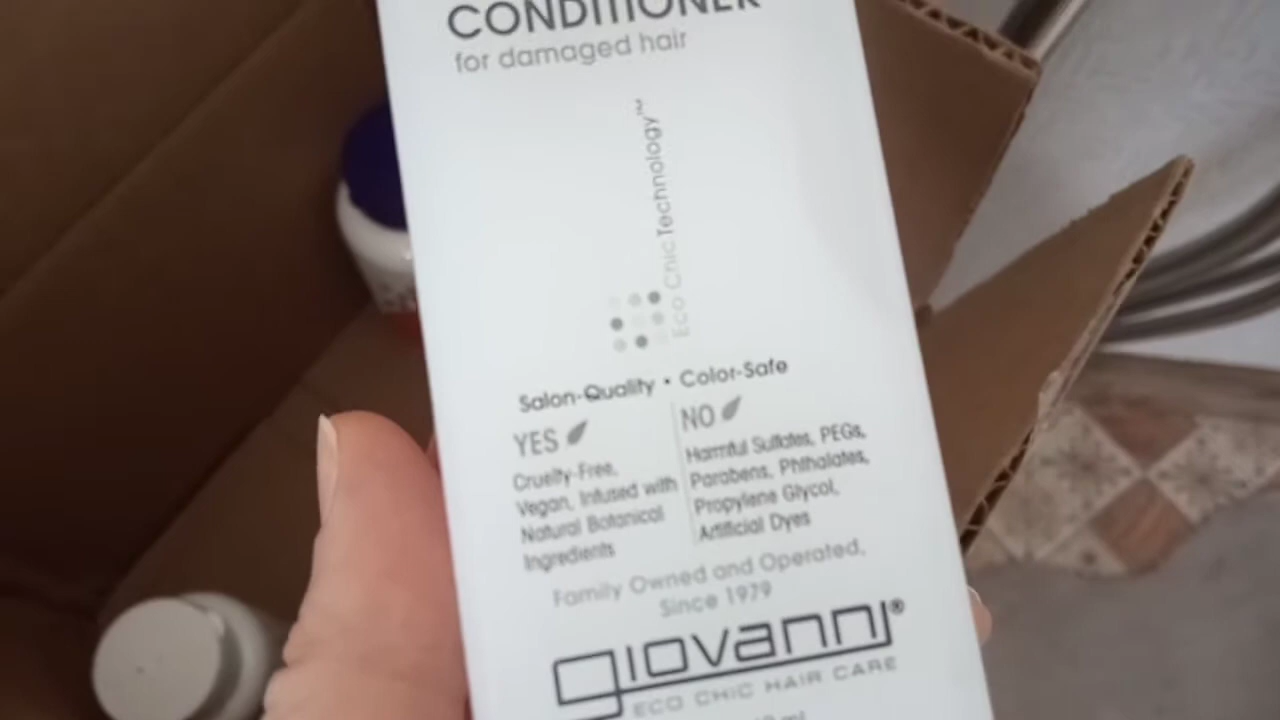 CONDITIONER
for damaged hair
Eco Chic Technology™
Salon-Quality • Color-Safe
YES
Cruelty-Free,
Vegan, Infused with
Natural Botanical
Ingredients
NO
Harmful Sulfates, PEGs,
Parabens, Phthalates,
Propylene Glycol,
Artificial Dyes
Family Owned and Operated,
Since 1979
giovanni®
ECO CHIC HAIR CARE
ml